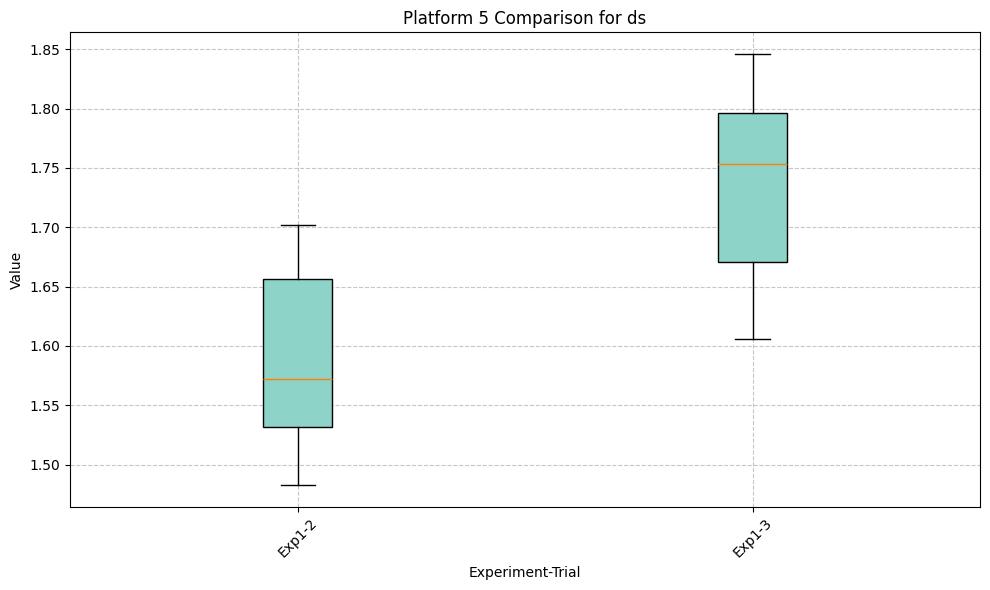 Platform 5 Comparison for ds
Value
1.85
1.80
1.75
1.70
1.65
1.60
1.55
1.50
Exp1-2
Exp1-3
Experiment-Trial